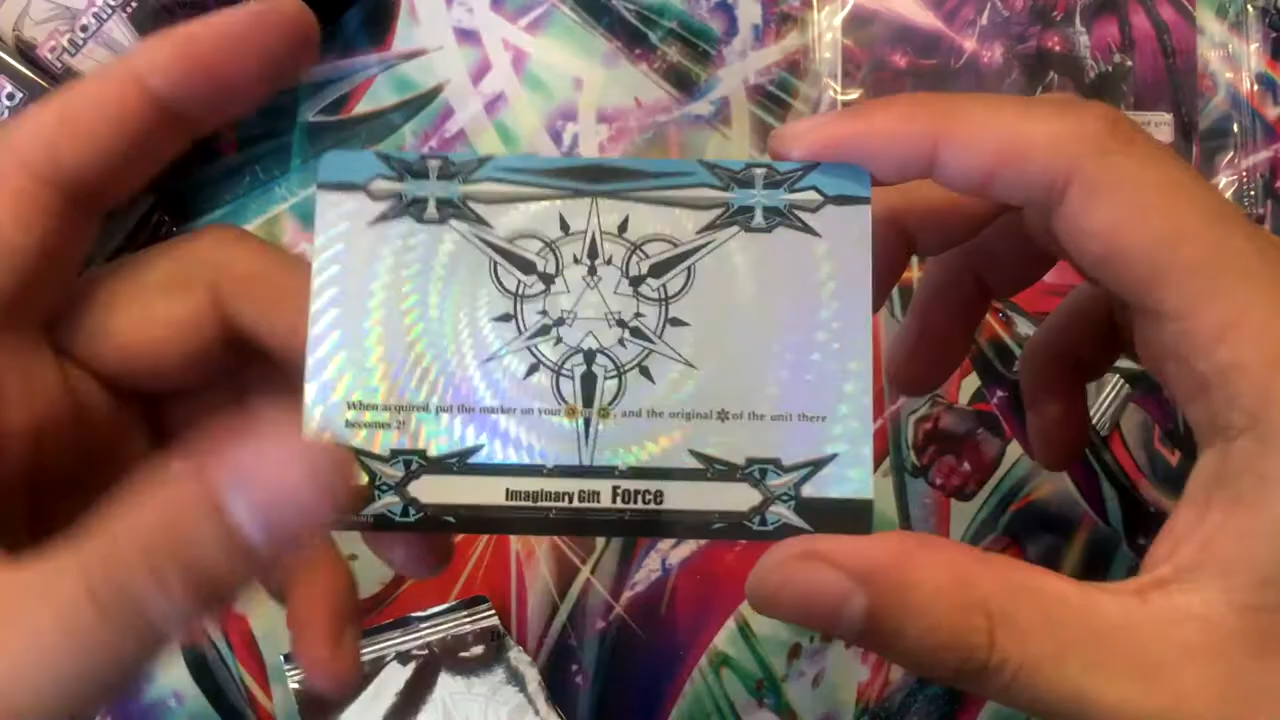 When acquired, put this marker on your or , and the original of the unit there
becomes 2!
Imaginary Gift Force